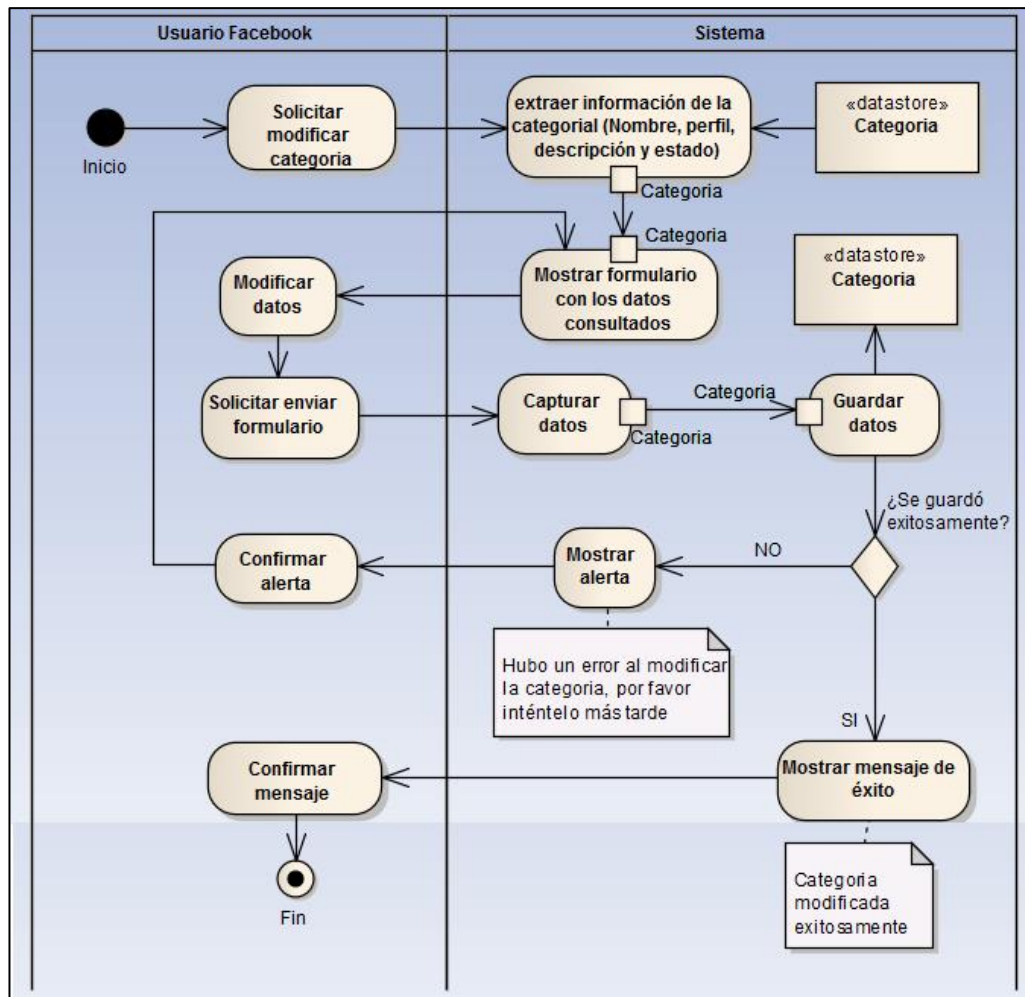 Usuario Facebook
Sistema
Inicio
Solicitar
modificar
categoria
extraer información de la
categorial (Nombre, perfil,
descripción y estado)
«datastore»
Categoria
Categoria
Categoria
Modificar
datos
Mostrar formulario
con los datos
consultados
«datastore»
Categoria
Solicitar enviar
formulario
Capturar
datos
Categoria
Categoria
Guardar
datos
¿Se guardó
exitosamente?
Confirmar
alerta
Mostrar
alerta
NO
Hubo un error al modificar
la categoria, por favor
inténtelo más tarde
SI
Confirmar
mensaje
Mostrar mensaje de
éxito
Categoria
modificada
exitosamente
Fin